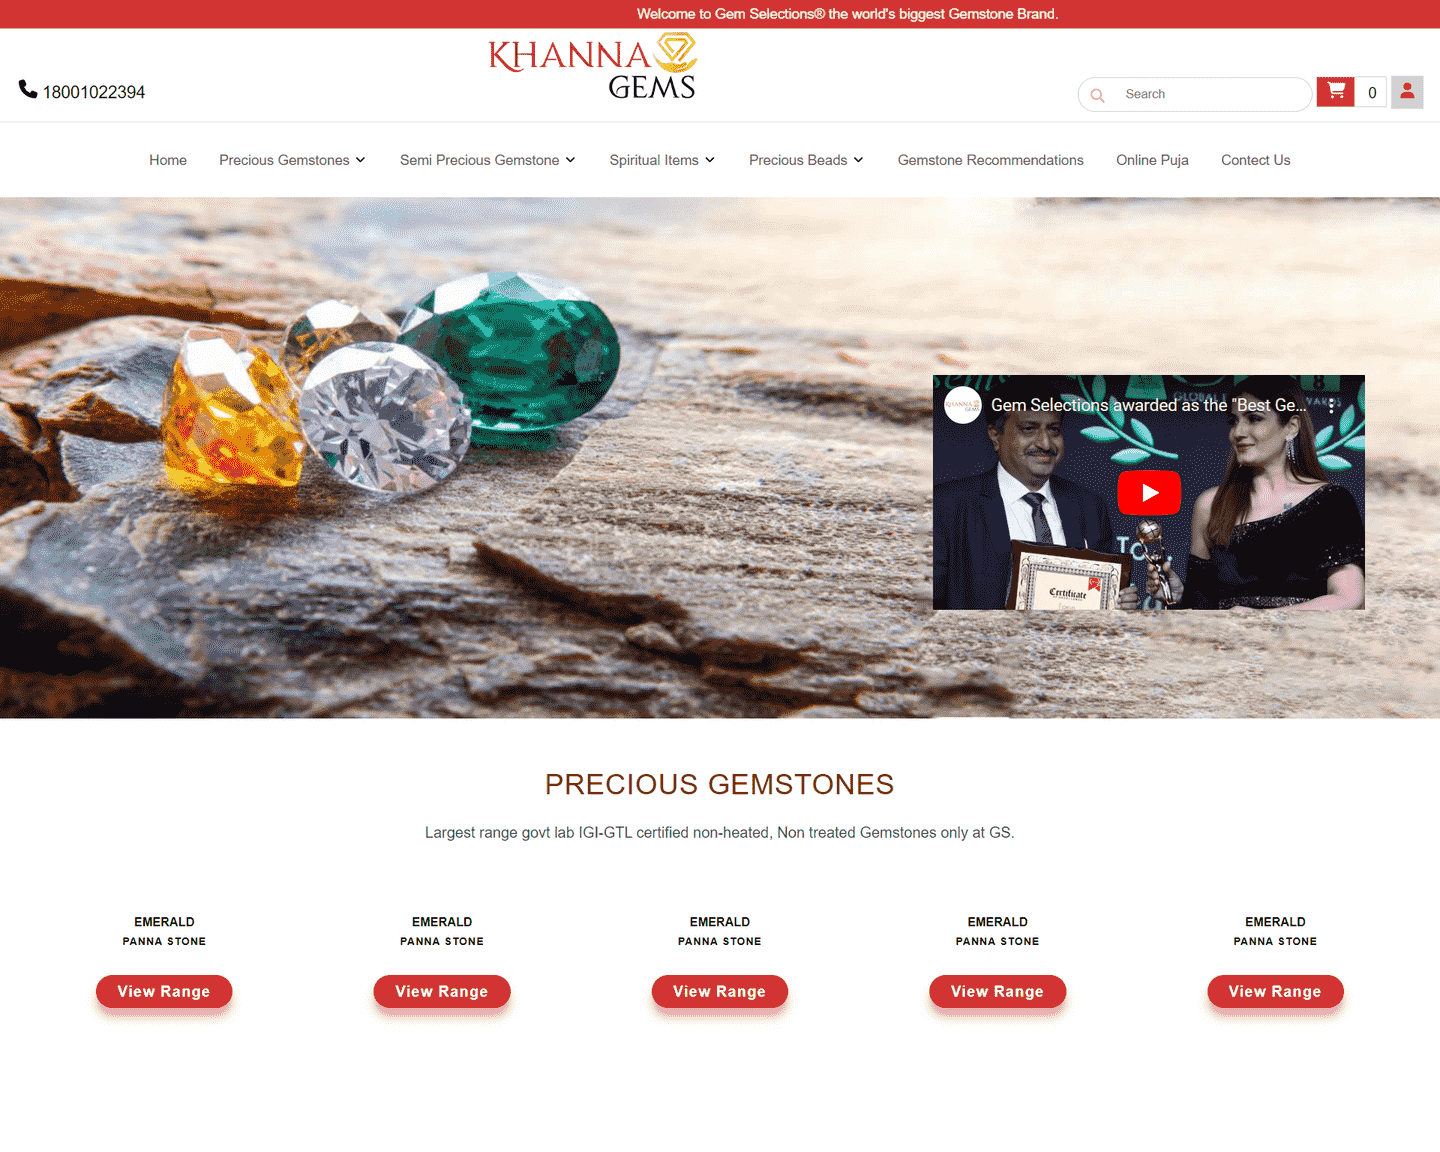 Welcome to Gem Selections® the world's biggest Gemstone Brand.
KHANNA
GEMS
18001022394
Search
0
Home Precious Gemstones Semi Precious Gemstone Spiritual Items Precious Beads Gemstone Recommendations Online Puja Contect Us
KHANNA
GEMS
Gem Selections awarded as the "Best Ge...
8
GLOBAL
Certificate
PRECIOUS GEMSTONES
Largest range govt lab IGI-GTL certified non-heated, Non treated Gemstones only at GS.
EMERALD EMERALD EMERALD EMERALD EMERALD
PANNA STONE PANNA STONE PANNA STONE PANNA STONE PANNA STONE
View Range View Range View Range View Range View Range